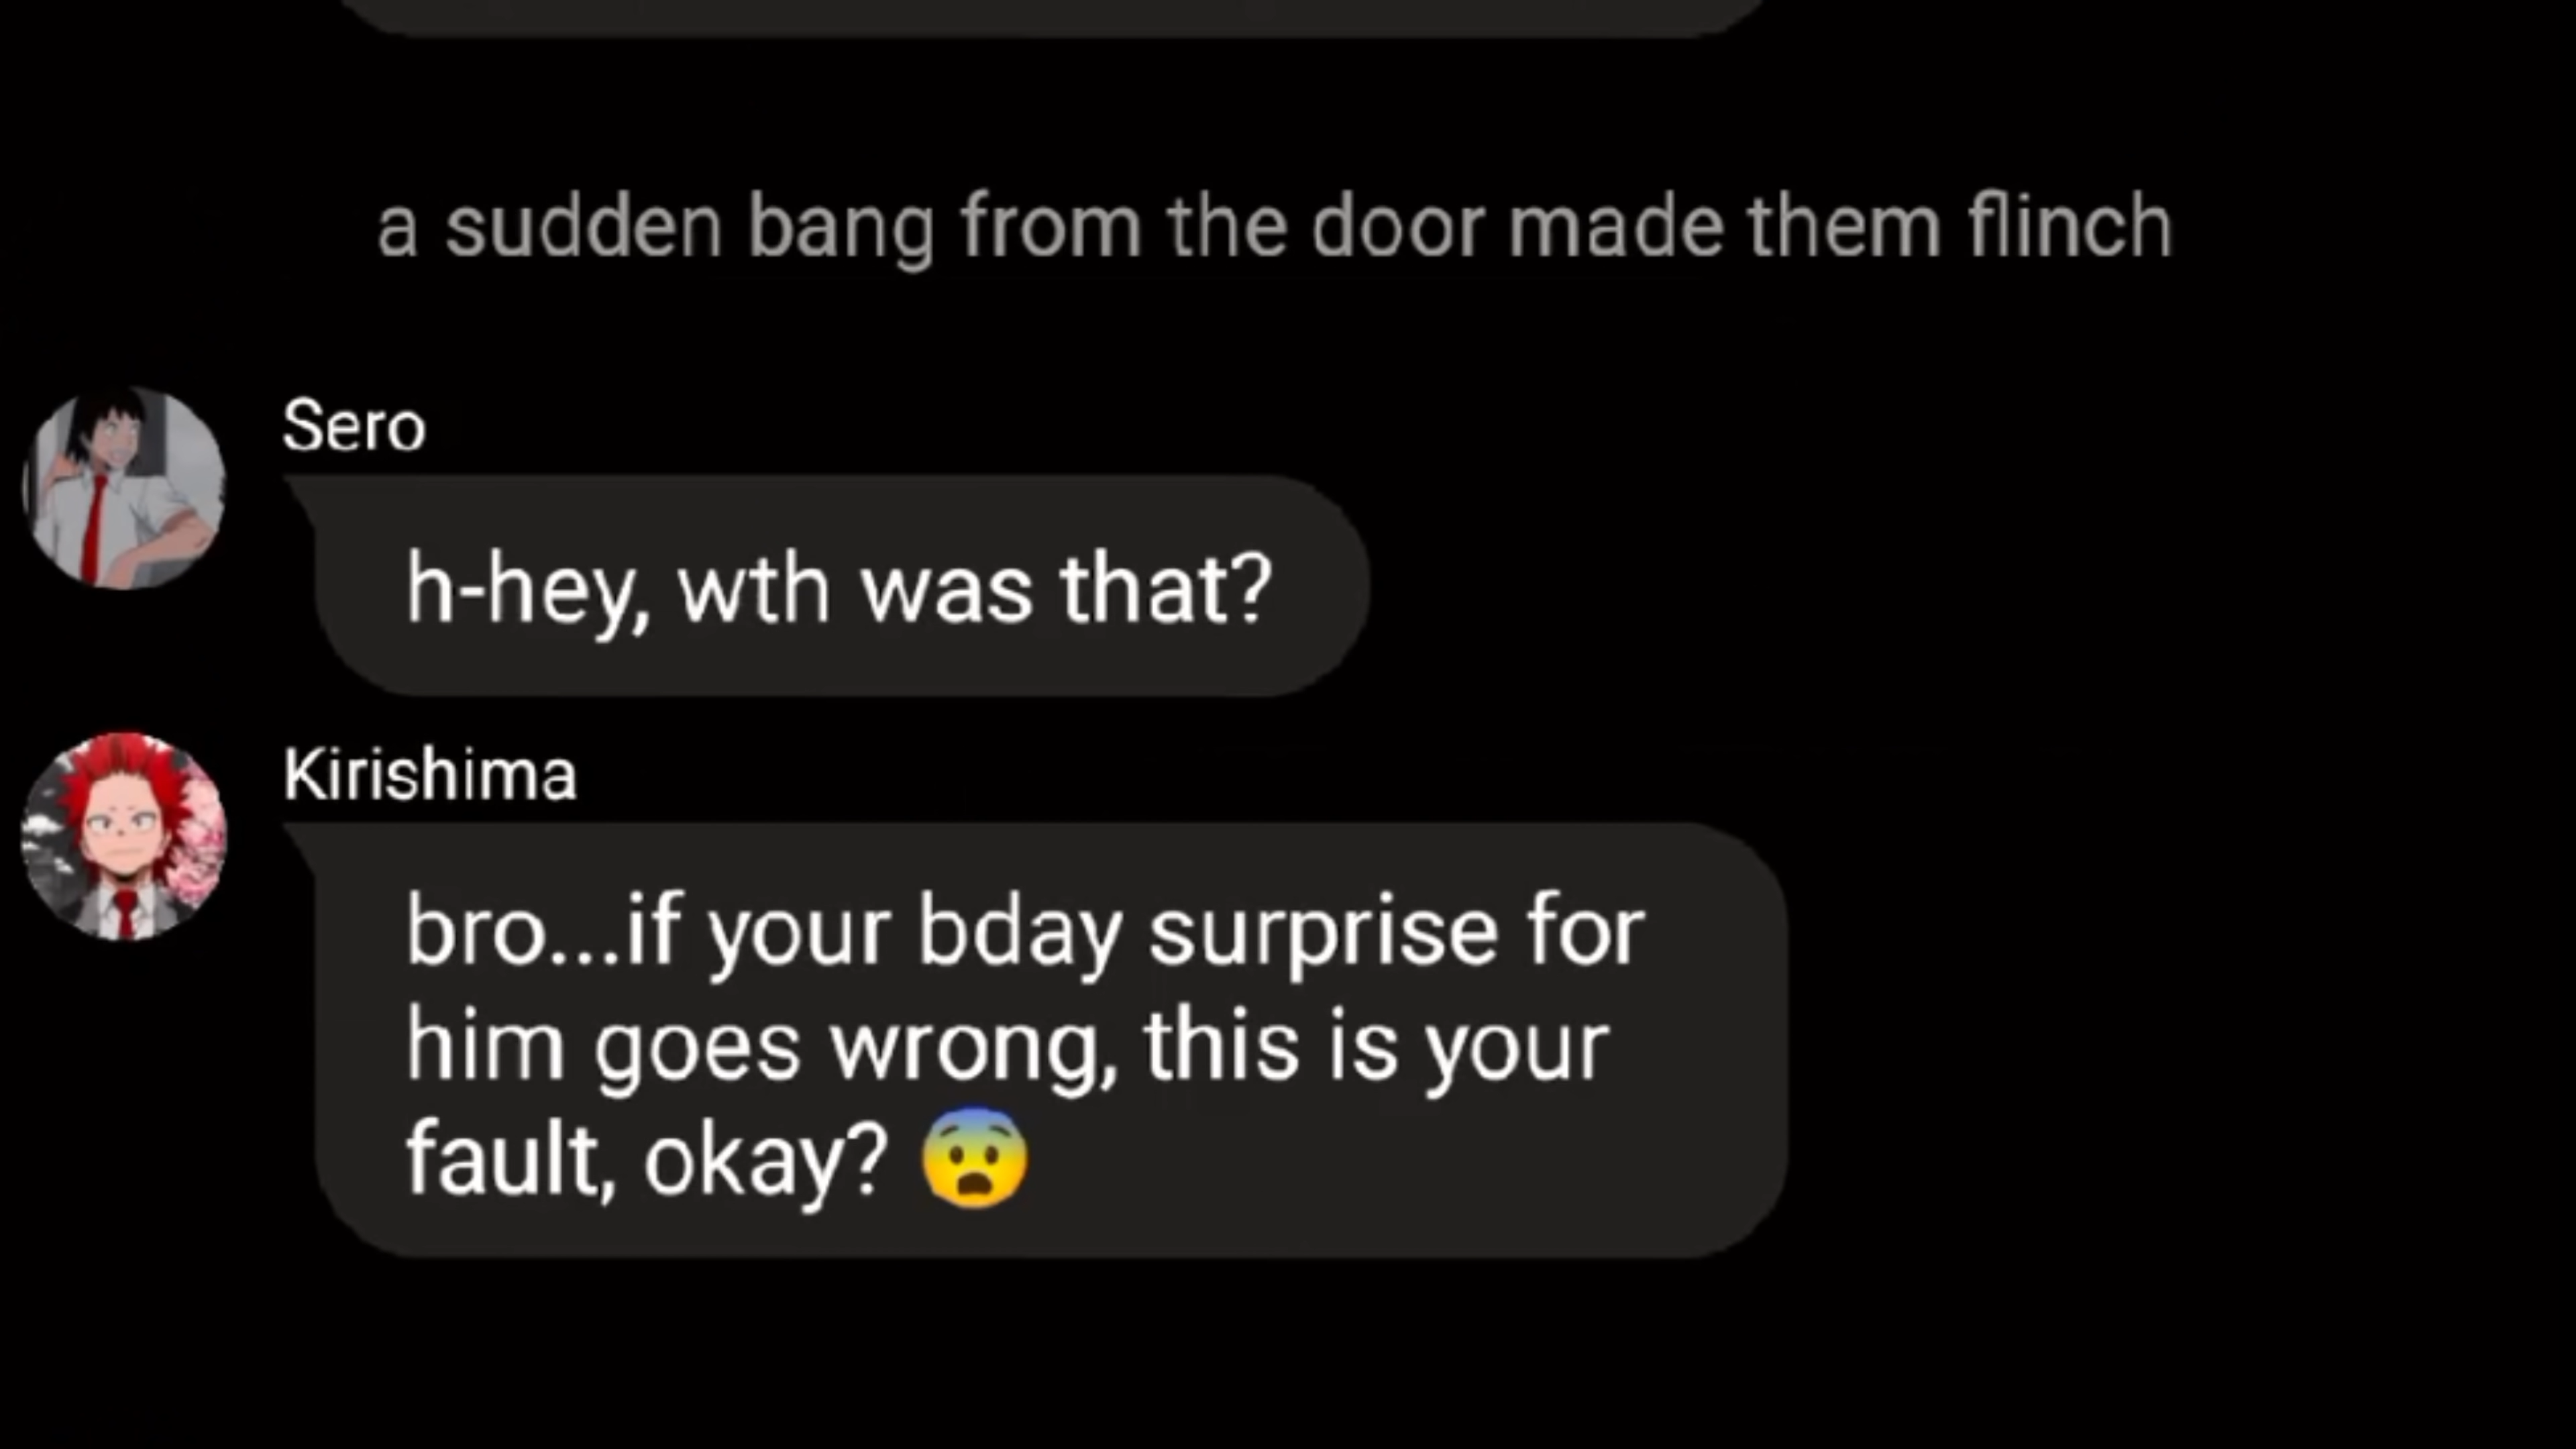 a sudden bang from the door made them flinch
Sero
h-hey, wth was that?
Kirishima
bro...if your bday surprise for
him goes wrong, this is your
fault, okay? 😨